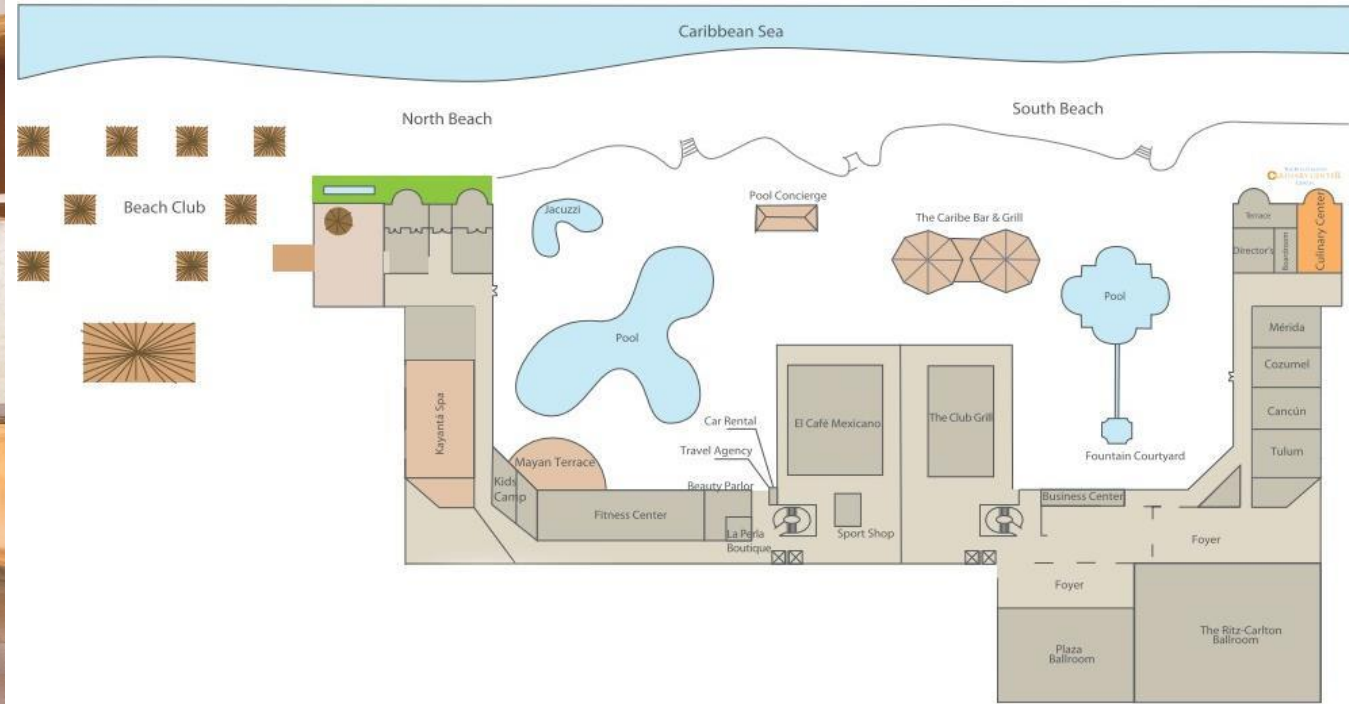 Caribbean Sea
North Beach
South Beach
Beach Club
Jacuzzi
Pool Concierge
The Caribe Bar & Grill
CULINARY CENTER
Terrace
Director's
Boardroom
Culinary Center
Pool
Pool
Mérida
Cozumel
Cancún
Tulum
Kayantá Spa
El Café Mexicano
The Club Grill
Car Rental
Travel Agency
Fountain Courtyard
Mayan Terrace
Kids
Camp
Beauty Parlor
Business Center
Fitness Center
La Perla
Boutique
Sport Shop
Foyer
Foyer
The Ritz-Carlton
Ballroom
Plaza
Ballroom